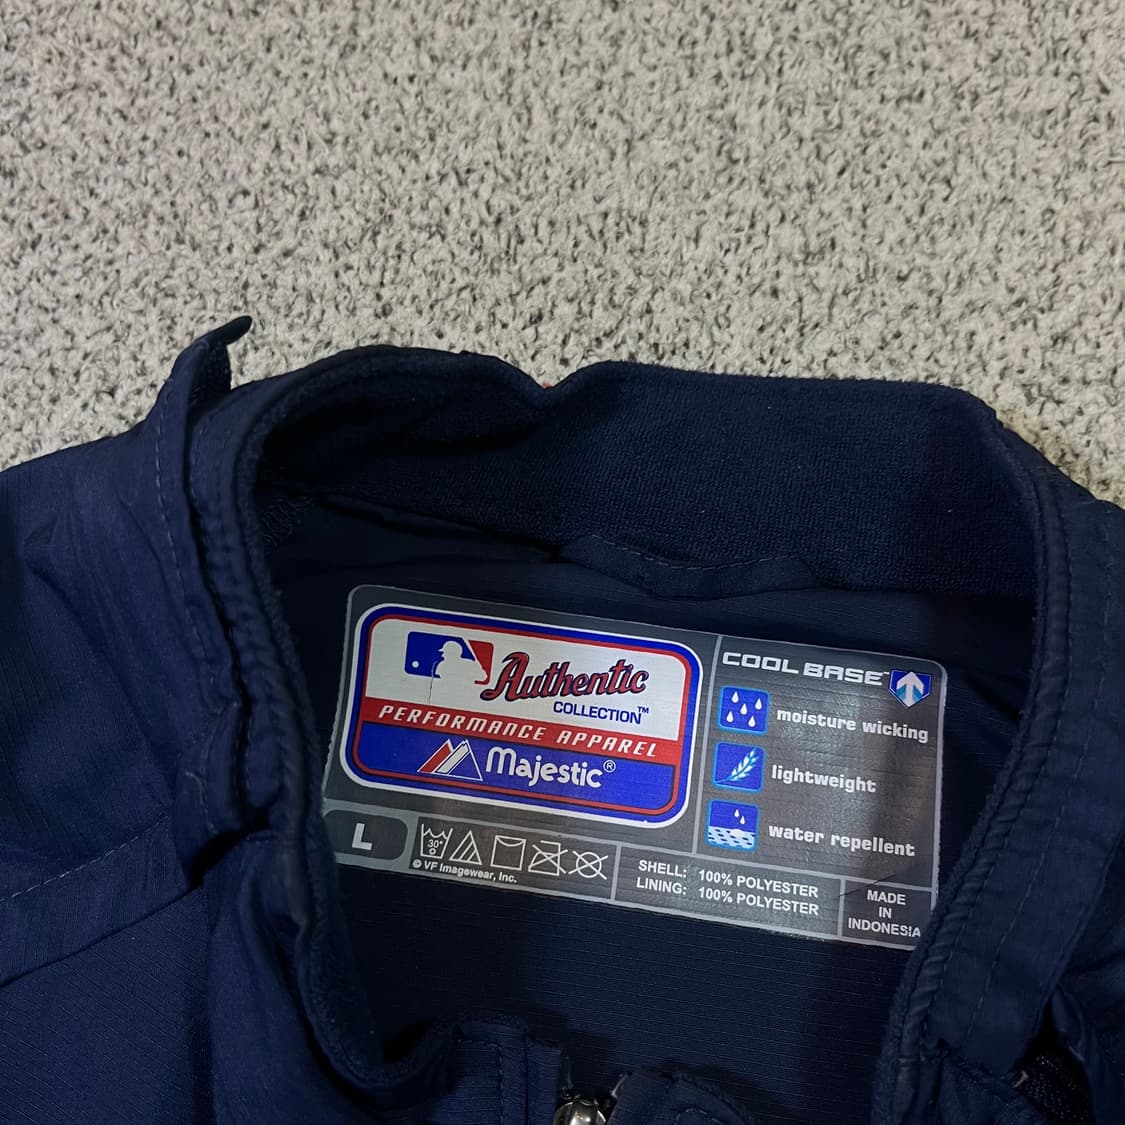 Authentic
COLLECTION™
PERFORMANCE APPAREL
Majestic®
COOL BASE
moisture wicking
lightweight
water repellent
L
30°
© VF Imagewear, Inc.
SHELL: 100% POLYESTER
LINING: 100% POLYESTER
MADE
IN
INDONESIA